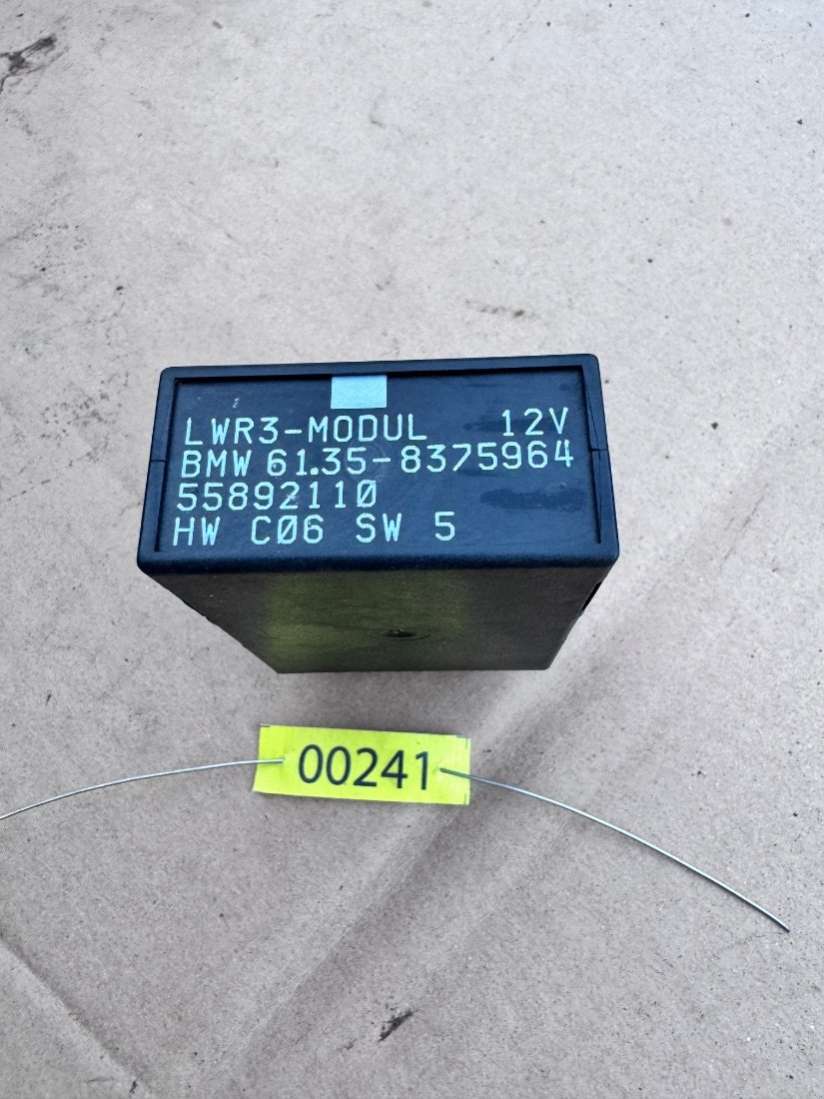 LWR3-MODUL 12V
BMW 61.35-8375964
55892110
HW C06 SW 5
00241